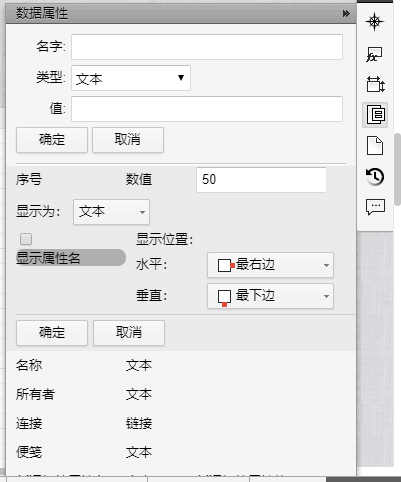 数据属性
名字:
类型: 文本
值:
确定 取消
序号 数值 50
显示为: 文本
显示位置:
显示属性名
水平: 最右边
垂直: 最下边
确定 取消
名称 文本
所有者 文本
连接 链接
便笺 文本